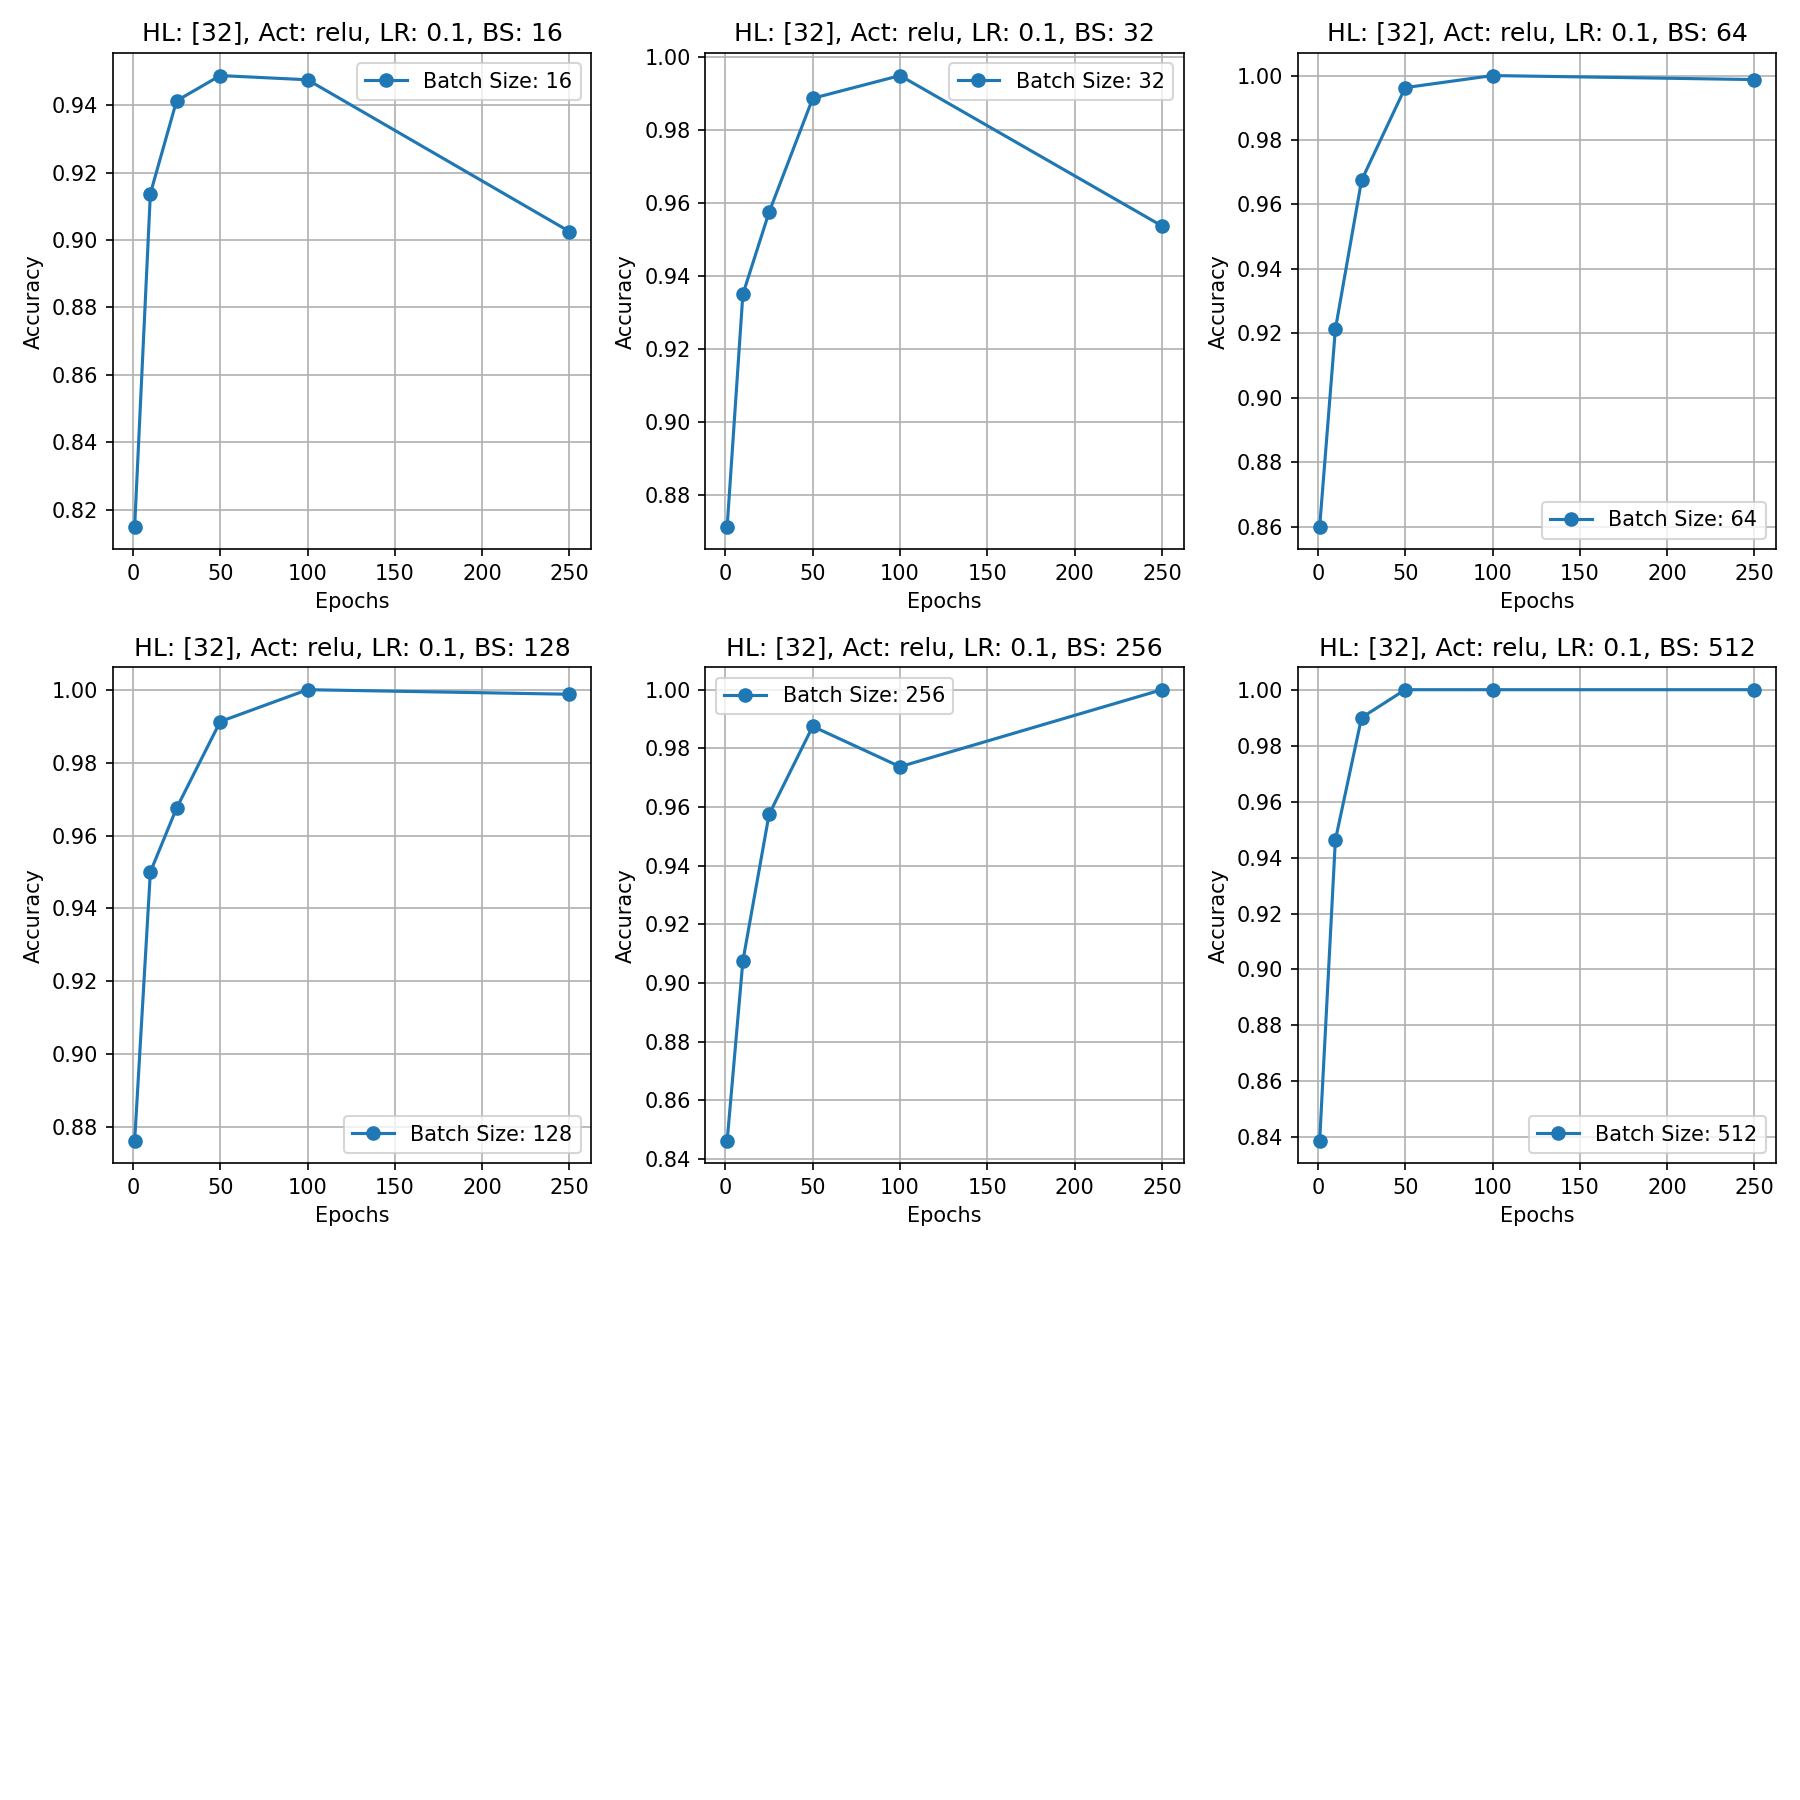 HL: [32], Act: relu, LR: 0.1, BS: 16
Batch Size: 16
Accuracy
0.94
0.92
0.90
0.88
0.86
0.84
0.82
0 50 100 150 200 250
Epochs
HL: [32], Act: relu, LR: 0.1, BS: 32
Batch Size: 32
Accuracy
1.00
0.98
0.96
0.94
0.92
0.90
0.88
0 50 100 150 200 250
Epochs
HL: [32], Act: relu, LR: 0.1, BS: 64
Accuracy
1.00
0.98
0.96
0.94
0.92
0.90
0.88
0.86
Batch Size: 64
0 50 100 150 200 250
Epochs
HL: [32], Act: relu, LR: 0.1, BS: 128
Accuracy
1.00
0.98
0.96
0.94
0.92
0.90
0.88
Batch Size: 128
0 50 100 150 200 250
Epochs
HL: [32], Act: relu, LR: 0.1, BS: 256
Batch Size: 256
Accuracy
1.00
0.98
0.96
0.94
0.92
0.90
0.88
0.86
0.84
0 50 100 150 200 250
Epochs
HL: [32], Act: relu, LR: 0.1, BS: 512
Accuracy
1.00
0.98
0.96
0.94
0.92
0.90
0.88
0.86
0.84
Batch Size: 512
0 50 100 150 200 250
Epochs